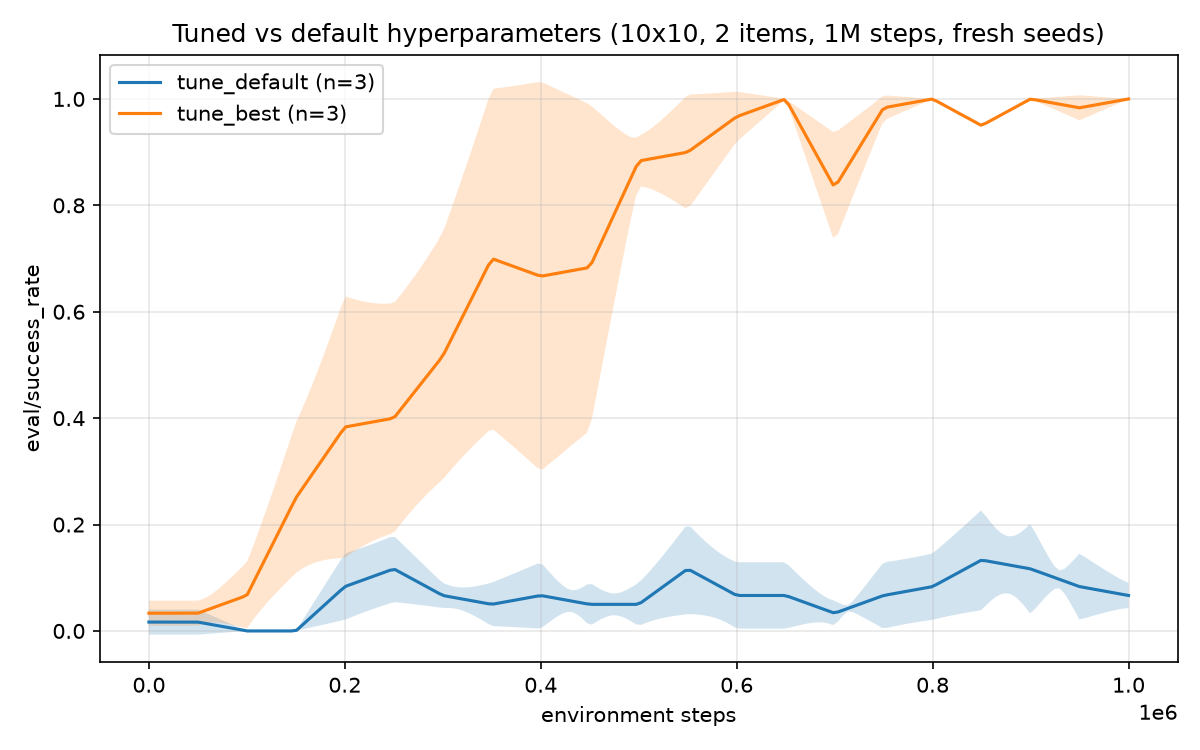 Tuned vs default hyperparameters (10x10, 2 items, 1M steps, fresh seeds)
tune_default (n=3)
tune_best (n=3)
eval/success_rate
1.0
0.8
0.6
0.4
0.2
0.0
0.0 0.2 0.4 0.6 0.8 1.0
1e6
environment steps